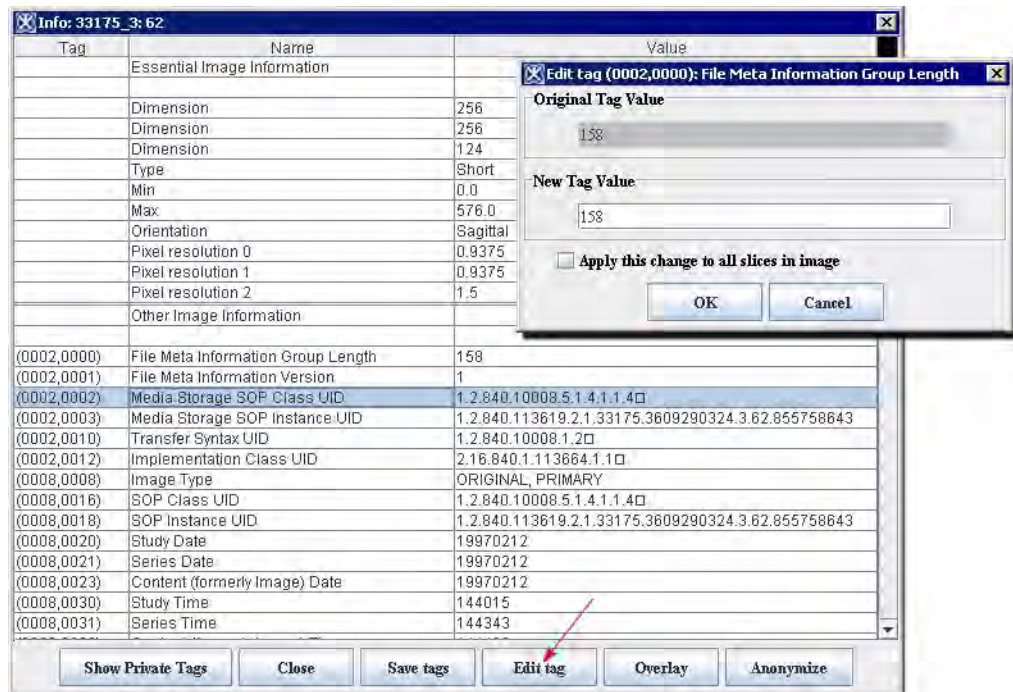 Info: 33175_3: 62
Tag Name Value
Essential Image Information
Dimension 256
Dimension 256
Dimension 124
Type Short
Min 0.0
Max 576.0
Orientation Sagittal
Pixel resolution 0 0.9375
Pixel resolution 1 0.9375
Pixel resolution 2 1.5
Other Image Information
(0002,0000) File Meta Information Group Length 158
(0002,0001) File Meta Information Version 1
(0002,0002) Media Storage SOP Class UID 1.2.840.10008.5.1.4.1.1.4□
(0002,0003) Media Storage SOP Instance UID 1.2.840.113619.2.1.33175.3609290324.3.62.855758643
(0002,0010) Transfer Syntax UID 1.2.840.10008.1.2□
(0002,0012) Implementation Class UID 2.16.840.1.113664.1.1□
(0008,0008) Image Type ORIGINAL, PRIMARY
(0008,0016) SOP Class UID 1.2.840.10008.5.1.4.1.1.4□
(0008,0018) SOP Instance UID 1.2.840.113619.2.1.33175.3609290324.3.62.855758643
(0008,0020) Study Date 19970212
(0008,0021) Series Date 19970212
(0008,0023) Content (formerly Image) Date 19970212
(0008,0030) Study Time 144015
(0008,0031) Series Time 144343
Show Private Tags Close Save tags Edit tag Overlay Anonymize
Edit tag (0002,0000): File Meta Information Group Length
Original Tag Value
158
New Tag Value
158
Apply this change to all slices in image
OK Cancel